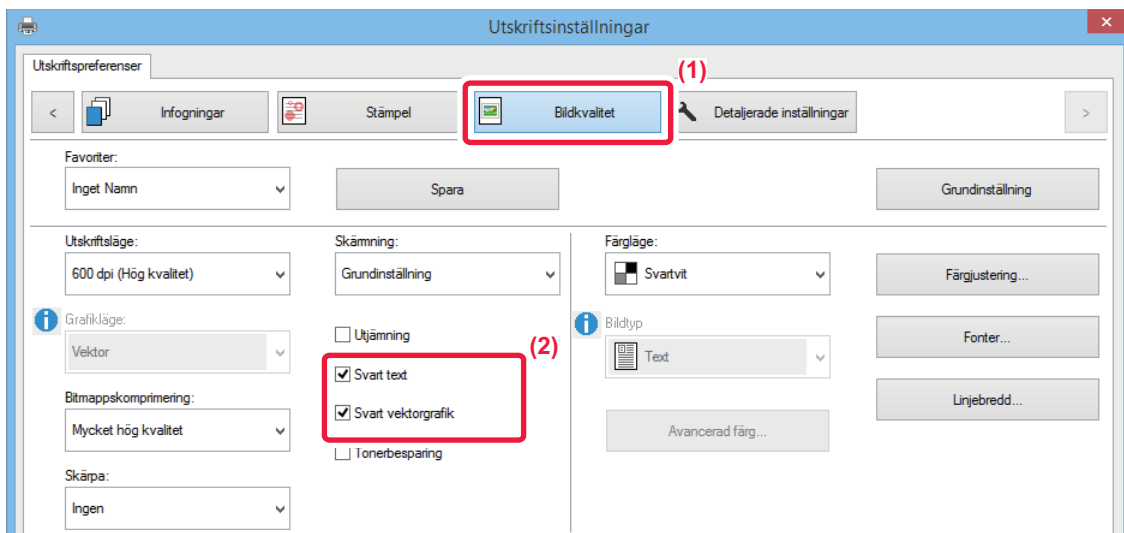 Utskriftsinställningar
Utskriftspreferenser
(1)
<
Infogningar
Stämpel
Bildkvalitet
Detaljerade inställningar
>
Favoriter:
Inget Namn
Spara
Grundinställning
Utskriftsläge:
Skärmning:
Färgläge:
600 dpi (Hög kvalitet)
Grundinställning
Svartvit
Färgjustering...
Grafikläge:
Bildtyp
Utjämning
Fonter...
Vektor
(2)
Text
Svart text
Bitmappskomprimering:
Linjebredd...
Svart vektorgrafik
Mycket hög kvalitet
Avancerad färg...
Tonerbesparing
Skärpa:
Ingen